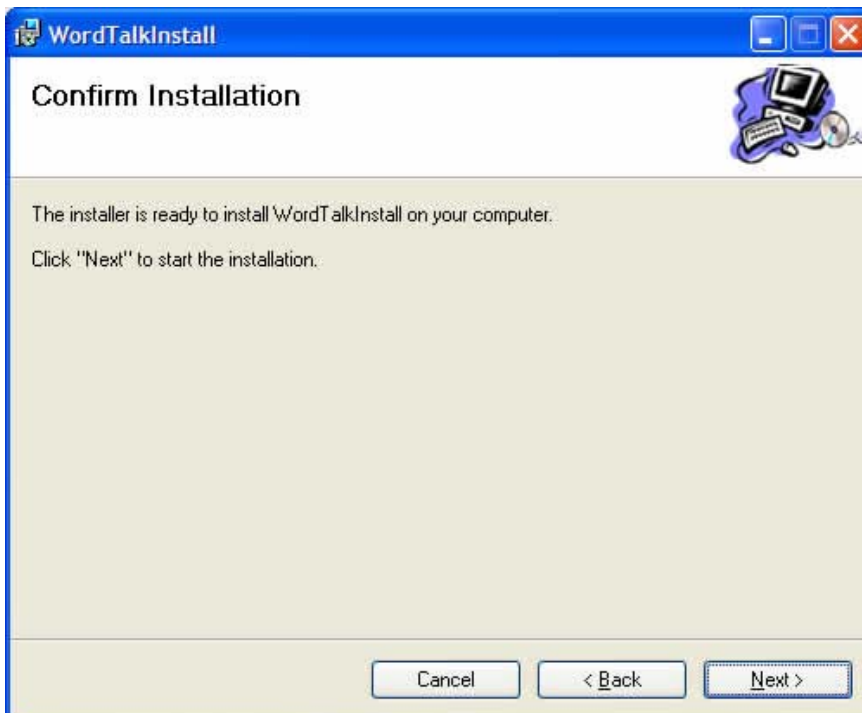 WordTalkInstall
Confirm Installation
The installer is ready to install WordTalkInstall on your computer.
Click "Next" to start the installation.
Cancel
< Back
Next >